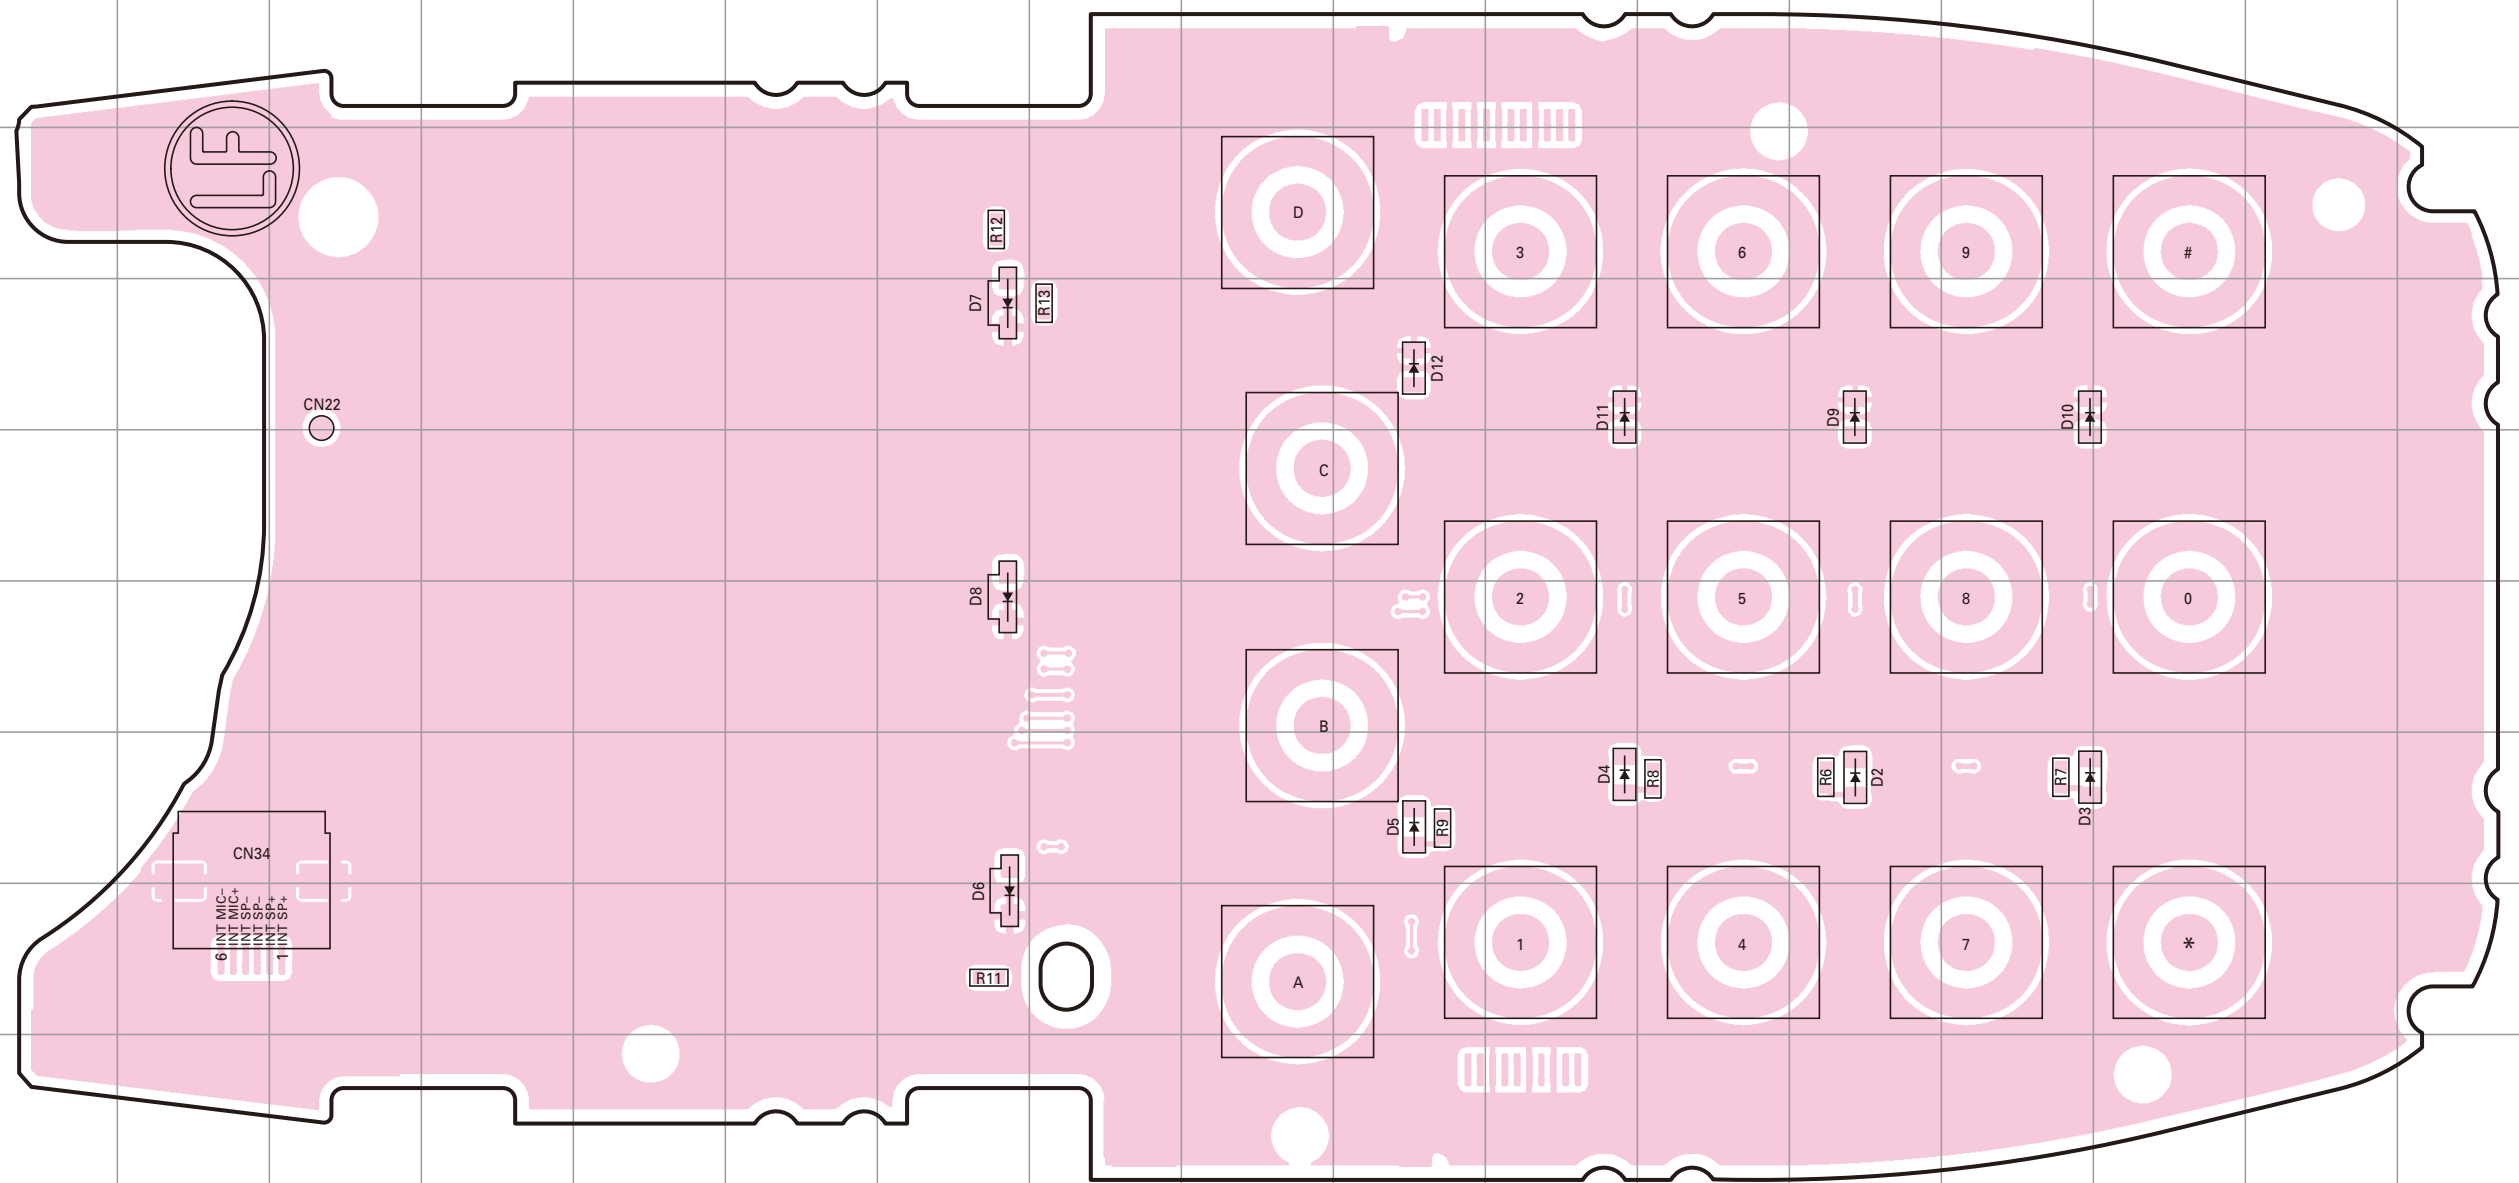 LF
D
R12
3
6
9
#
D7
R13
D12
CN22
D11
D9
D10
C
D8
2
5
8
0
B
D4
R8
R6
D2
R7
D3
D5
R9
CN34
INT MIC-
INT MIC+
INT SP-
INT SP-
INT SP+
INT SP+
6
1
D6
R11
A
1
4
7
*